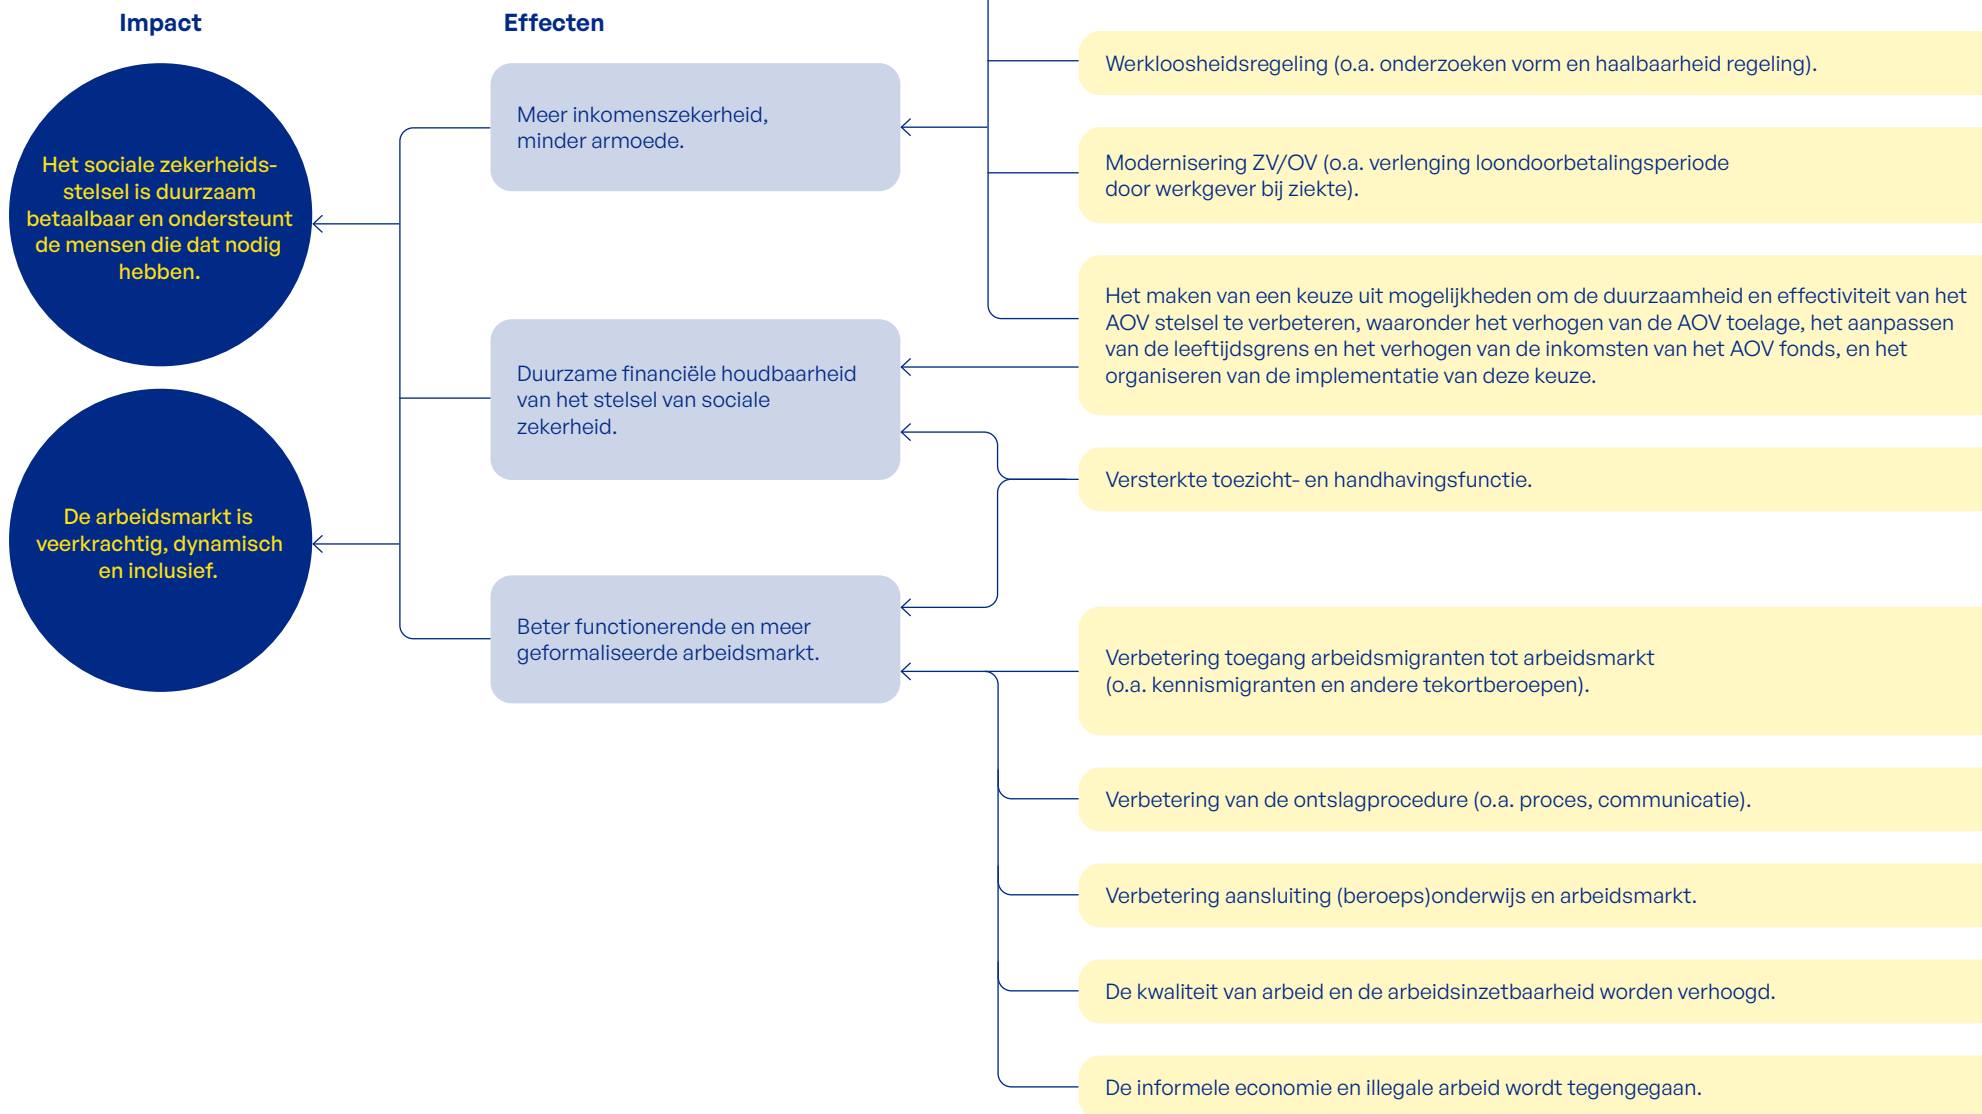 Impact
Het sociale zekerheids-
stelsel is duurzaam
betaalbaar en ondersteunt
de mensen die dat nodig
hebben.
De arbeidsmarkt is
veerkrachtig, dynamisch
en inclusief.
Effecten
Meer inkomenszekerheid,
minder armoede.
Duurzame financiële houdbaarheid
van het stelsel van sociale
zekerheid.
Beter functionerende en meer
geformaliseerde arbeidsmarkt.
Werkloosheidsregeling (o.a. onderzoeken vorm en haalbaarheid regeling).
Modernisering ZV/OV (o.a. verlenging loondoorbetalingsperiode
door werkgever bij ziekte).
Het maken van een keuze uit mogelijkheden om de duurzaamheid en effectiviteit van het
AOV stelsel te verbeteren, waaronder het verhogen van de AOV toelage, het aanpassen
van de leeftijdsgrens en het verhogen van de inkomsten van het AOV fonds, en het
organiseren van de implementatie van deze keuze.
Versterkte toezicht- en handhavingsfunctie.
Verbetering toegang arbeidsmigranten tot arbeidsmarkt
(o.a. kennismigranten en andere tekortberoepen).
Verbetering van de ontslagprocedure (o.a. proces, communicatie).
Verbetering aansluiting (beroeps)onderwijs en arbeidsmarkt.
De kwaliteit van arbeid en de arbeidsinzetbaarheid worden verhoogd.
De informele economie en illegale arbeid wordt tegengegaan.